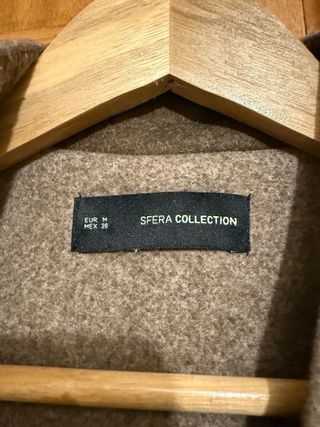 EUR M
MEX 30
SFERA COLLECTION